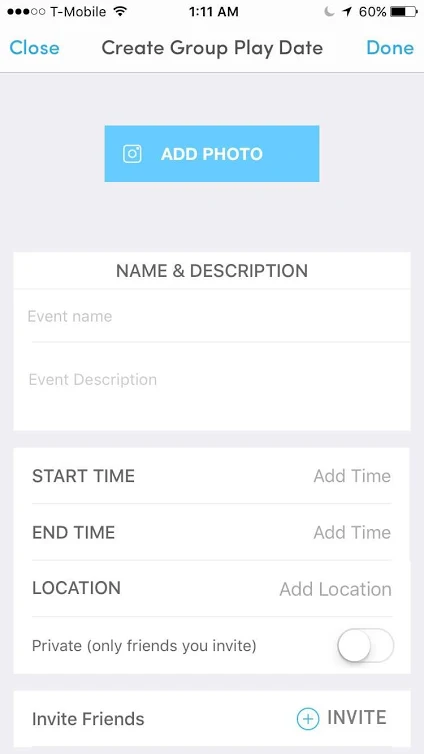 T-Mobile 1:11 AM 60%
Close Create Group Play Date Done
ADD PHOTO
NAME & DESCRIPTION
Event name
Event Description
START TIME Add Time
END TIME Add Time
LOCATION Add Location
Private (only friends you invite)
Invite Friends INVITE